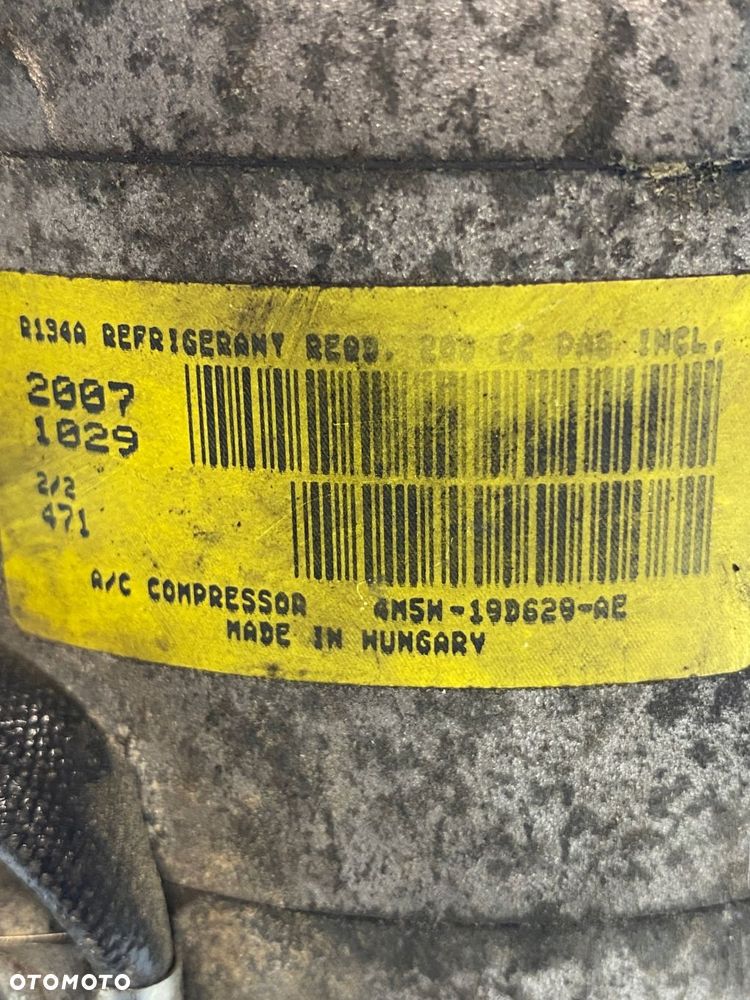 R134A REFRIGERANT REQD. 200 CC PAG INCL.
2007
1029
2/2
471
A/C COMPRESSOR 4M5H-19D629-AE
MADE IN HUNGARY
OTOMOTO